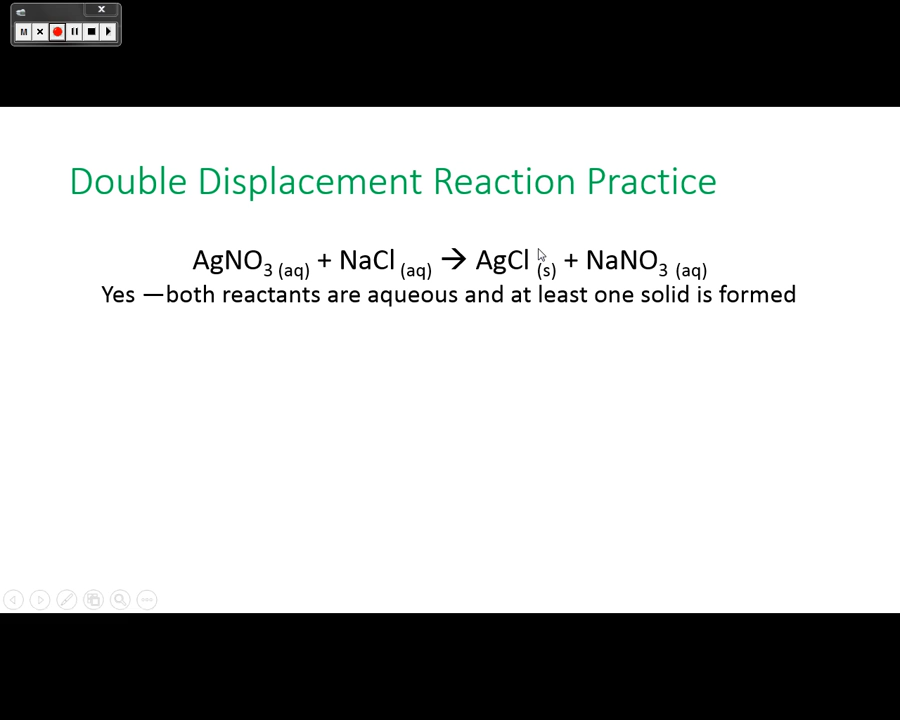 M
Double Displacement Reaction Practice
AgNO₃ (aq) + NaCl (aq) → AgCl (s) + NaNO₃ (aq)
Yes —both reactants are aqueous and at least one solid is formed